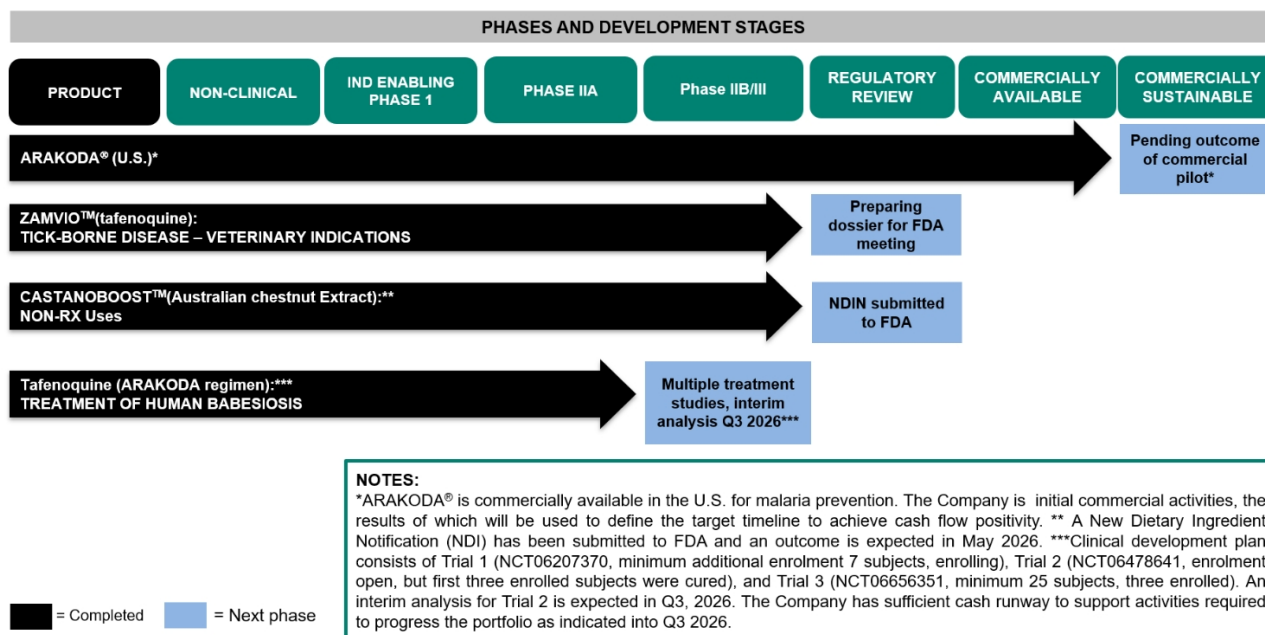 PHASES AND DEVELOPMENT STAGES
PRODUCT
NON-CLINICAL
IND ENABLING
PHASE 1
PHASE IIA
Phase IIB/III
REGULATORY
REVIEW
COMMERCIALLY
AVAILABLE
COMMERCIALLY
SUSTAINABLE
ARAKODA® (U.S.)*
Pending outcome
of commercial
pilot*
ZAMVIO™(tafenoquine):
TICK-BORNE DISEASE – VETERINARY INDICATIONS
Preparing
dossier for FDA
meeting
CASTANOBOOST™(Australian chestnut Extract):**
NON-RX Uses
NDIN submitted
to FDA
Tafenoquine (ARAKODA regimen):***
TREATMENT OF HUMAN BABESIOSIS
Multiple treatment
studies, interim
analysis Q3 2026***
NOTES:
*ARAKODA® is commercially available in the U.S. for malaria prevention. The Company is initial commercial activities, the
results of which will be used to define the target timeline to achieve cash flow positivity. ** A New Dietary Ingredient
Notification (NDI) has been submitted to FDA and an outcome is expected in May 2026. ***Clinical development plan
consists of Trial 1 (NCT06207370, minimum additional enrolment 7 subjects, enrolling), Trial 2 (NCT06478641, enrolment
open, but first three enrolled subjects were cured), and Trial 3 (NCT06656351, minimum 25 subjects, three enrolled). An
interim analysis for Trial 2 is expected in Q3, 2026. The Company has sufficient cash runway to support activities required
to progress the portfolio as indicated into Q3 2026.
= Completed
= Next phase